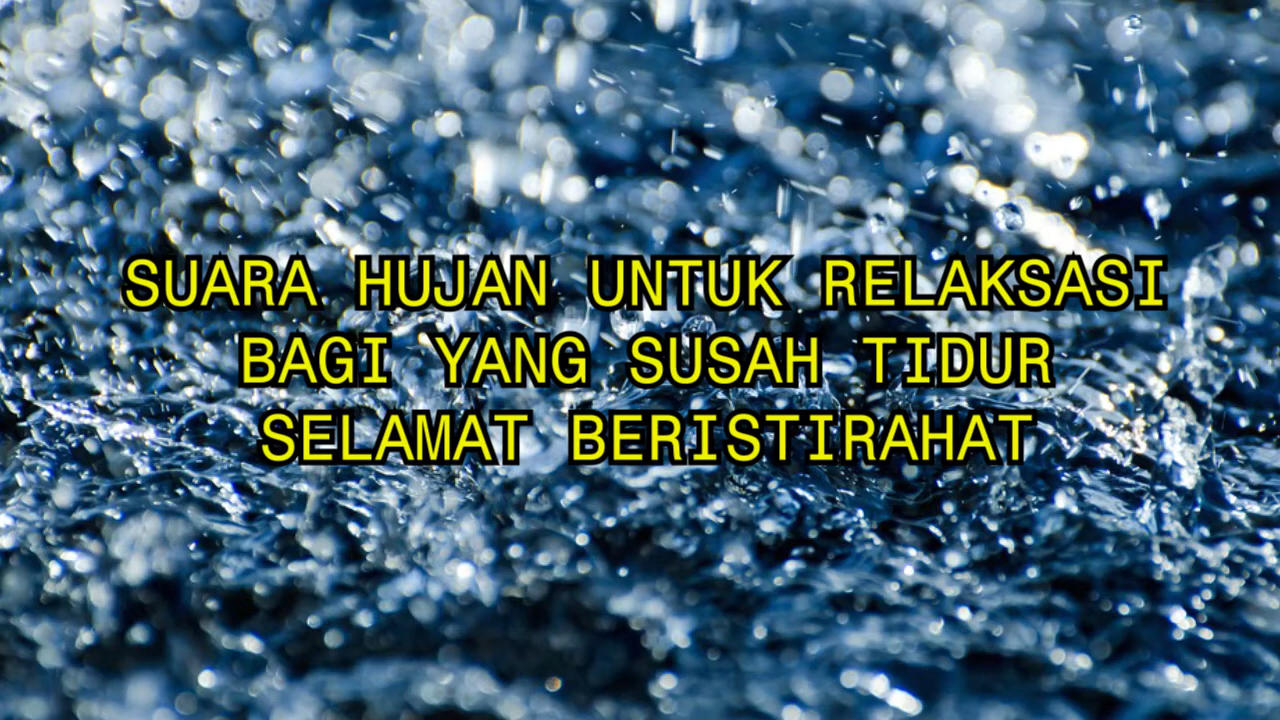 SUARA HUJAN UNTUK RELAKSASI
BAGI YANG SUSAH TIDUR
SELAMAT BERISTIRAHAT